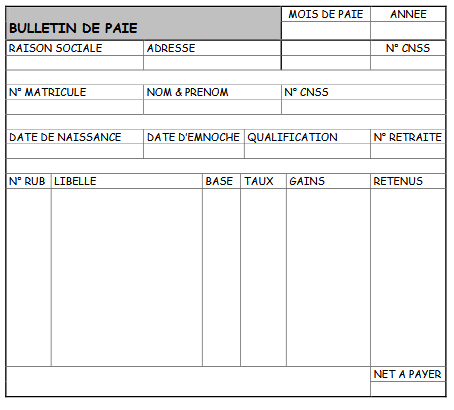 MOIS DE PAIE ANNEE
BULLETIN DE PAIE
RAISON SOCIALE ADRESSE N° CNSS
N° MATRICULE NOM & PRENOM N° CNSS
DATE DE NAISSANCE DATE D'EMNOCHE QUALIFICATION N° RETRAITE
N° RUB LIBELLE BASE TAUX GAINS RETENUS
NET A PAYER